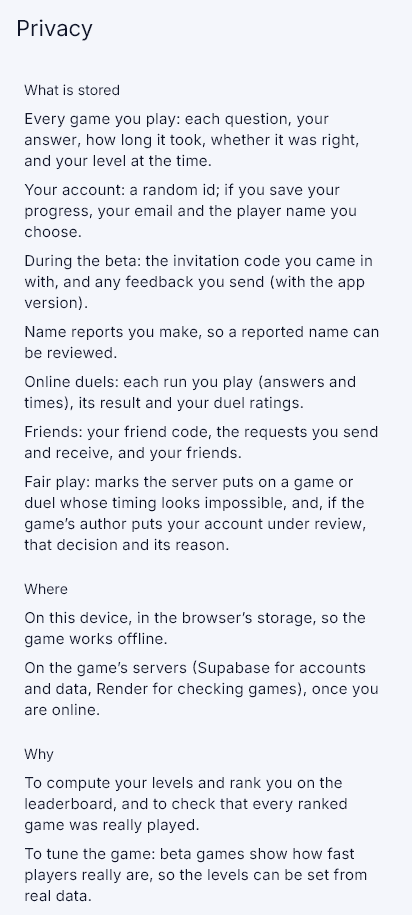 Privacy
What is stored
Every game you play: each question, your
answer, how long it took, whether it was right,
and your level at the time.
Your account: a random id; if you save your
progress, your email and the player name you
choose.
During the beta: the invitation code you came in
with, and any feedback you send (with the app
version).
Name reports you make, so a reported name can
be reviewed.
Online duels: each run you play (answers and
times), its result and your duel ratings.
Friends: your friend code, the requests you send
and receive, and your friends.
Fair play: marks the server puts on a game or
duel whose timing looks impossible, and, if the
game’s author puts your account under review,
that decision and its reason.
Where
On this device, in the browser’s storage, so the
game works offline.
On the game’s servers (Supabase for accounts
and data, Render for checking games), once you
are online.
Why
To compute your levels and rank you on the
leaderboard, and to check that every ranked
game was really played.
To tune the game: beta games show how fast
players really are, so the levels can be set from
real data.